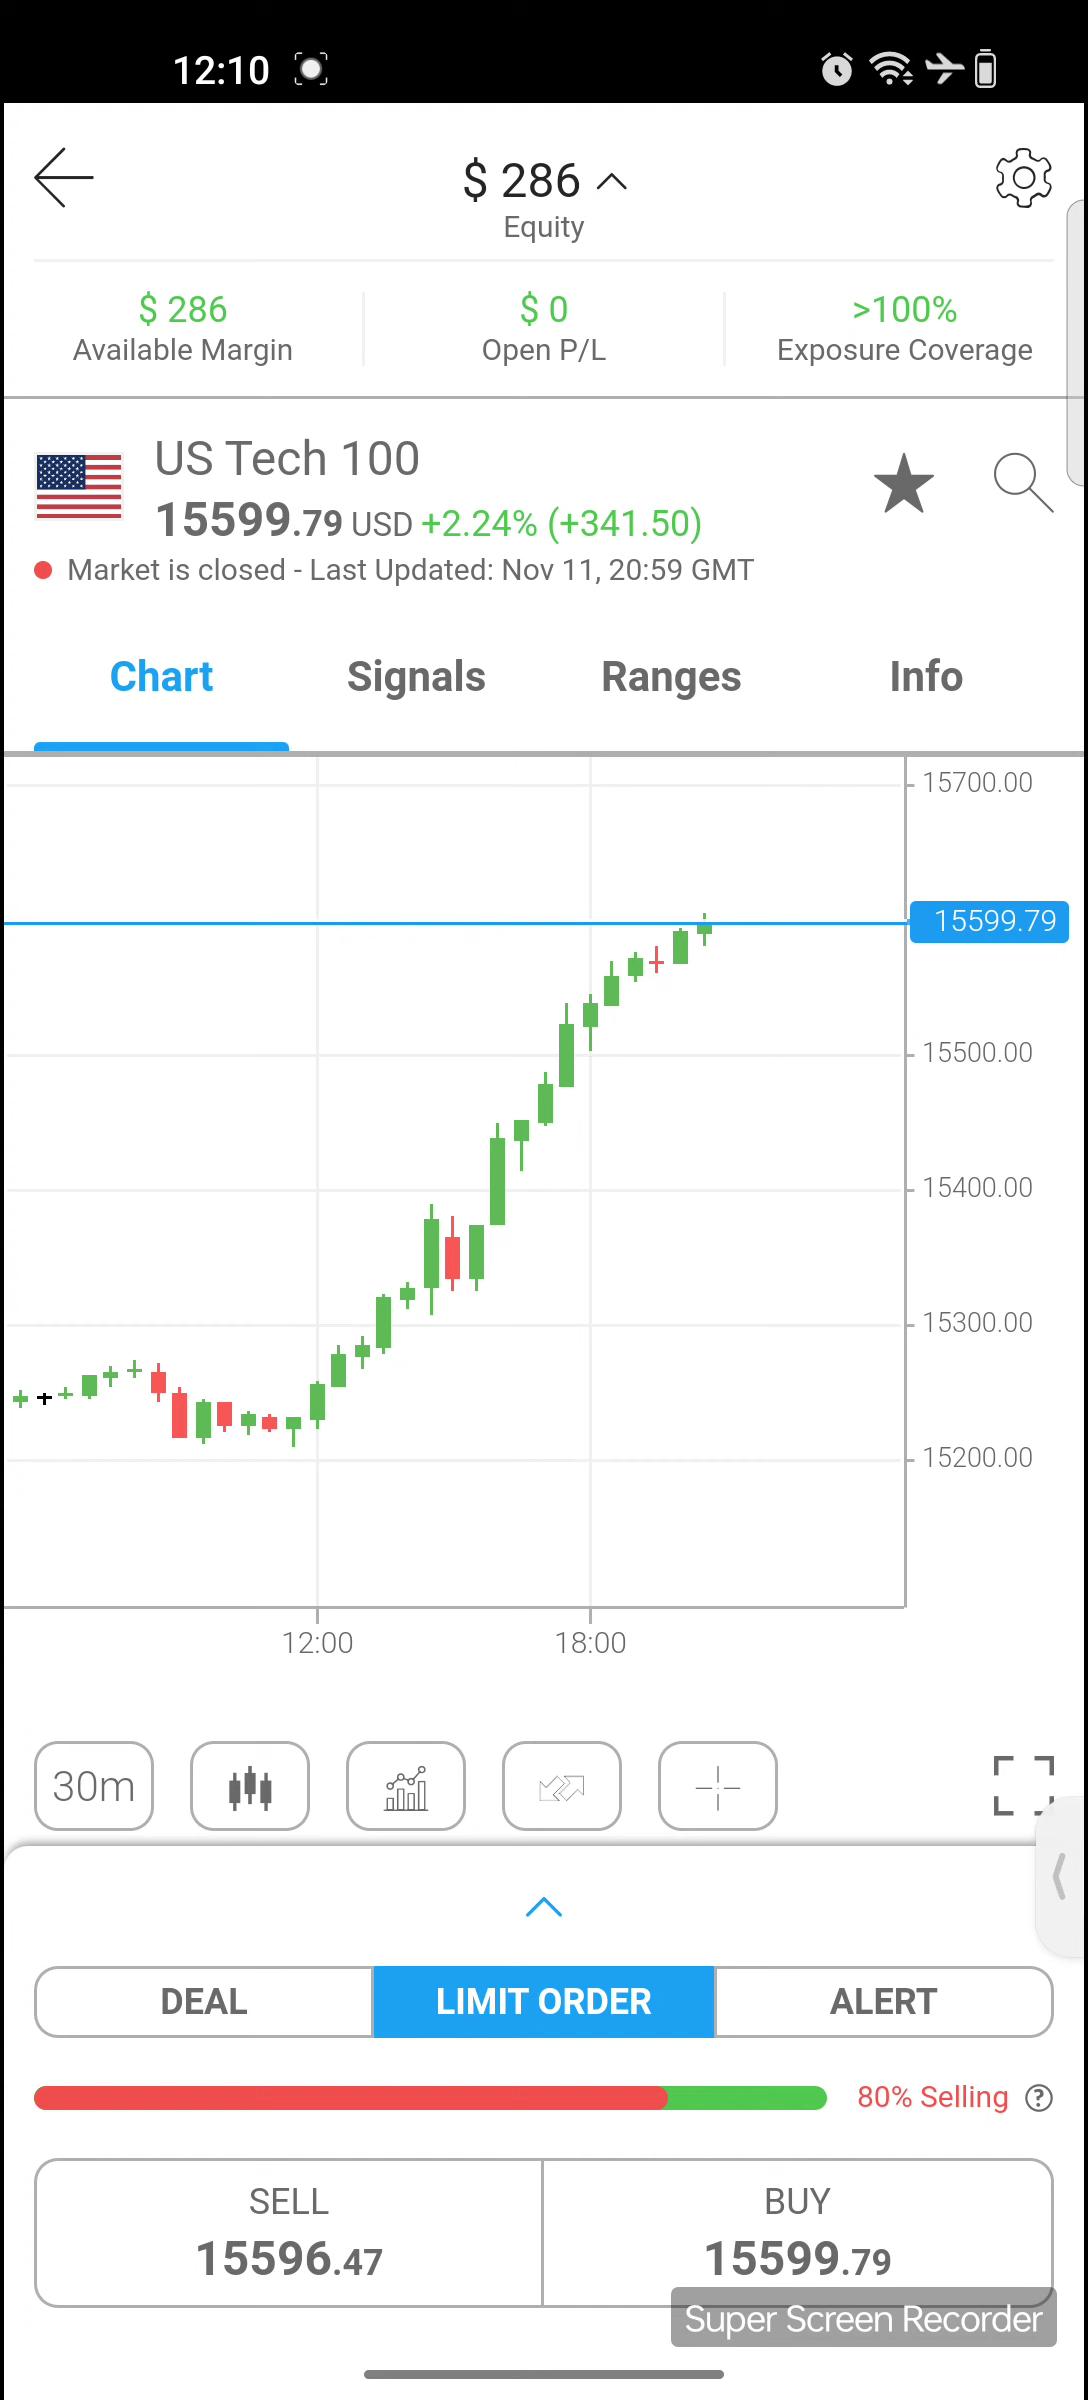 12:10
$ 286
Equity
$ 286 $ 0 >100%
Available Margin Open P/L Exposure Coverage
US Tech 100
15599.79 USD +2.24% (+341.50)
Market is closed - Last Updated: Nov 11, 20:59 GMT
Chart Signals Ranges Info
15700.00
15599.79
15500.00
15400.00
15300.00
15200.00
12:00 18:00
30m
DEAL LIMIT ORDER ALERT
80% Selling ?
SELL BUY
15596.47 15599.79
Super Screen Recorder